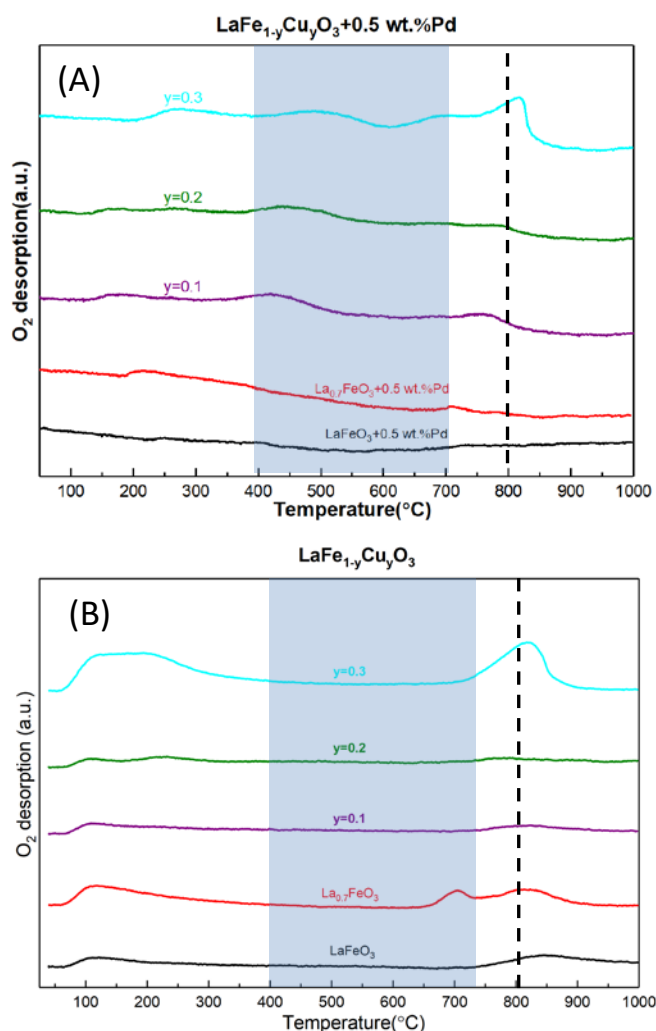 LaFe₁₋yCuyO₃+0.5 wt.%Pd
(A)
y=0.3
y=0.2
y=0.1
La₀.₇FeO₃+0.5 wt.%Pd
LaFeO₃+0.5 wt.%Pd
O₂ desorption(a.u.)
100 200 300 400 500 600 700 800 900 1000
Temperature(°C)
LaFe₁₋yCuyO₃
(B)
y=0.3
y=0.2
y=0.1
La₀.₇FeO₃
LaFeO₃
O₂ desorption (a.u.)
100 200 300 400 500 600 700 800 900 1000
Temperature(°C)